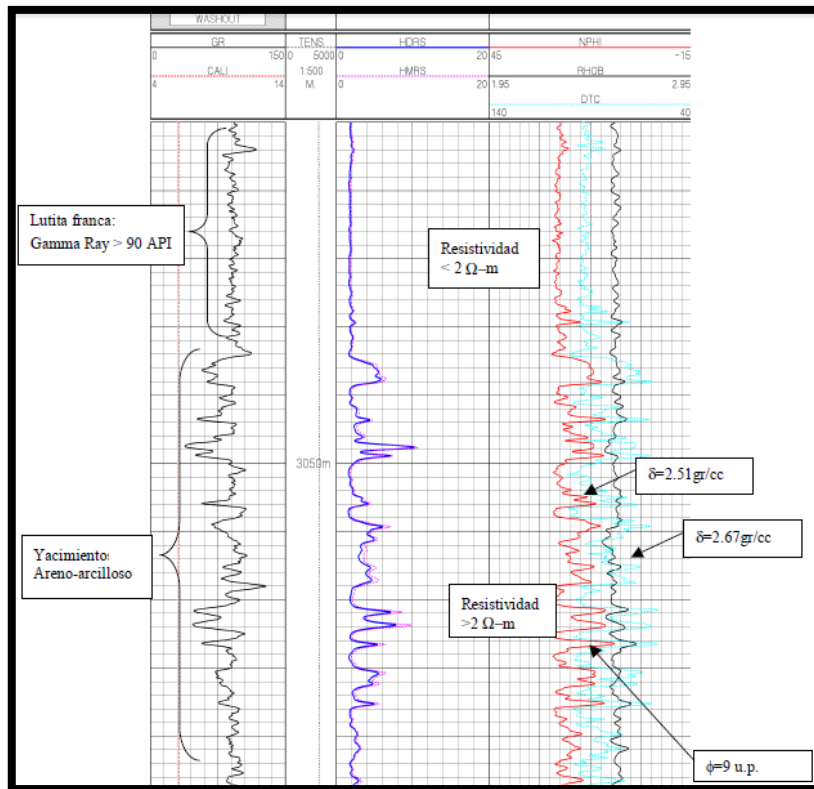 WASHOUT
GR TENS HDRS NPHI
0 150 0 5000 0 20 45 -15
CALI 1:500 HMRS RHOB
4 14 M. 0 20 1.95 2.95
DTC
140 40
Lutita franca:
Gamma Ray > 90 API
Resistividad
< 2 Ω–m
3050m
δ=2.51gr/cc
δ=2.67gr/cc
Yacimiento:
Areno-arcilloso
Resistividad
>2 Ω–m
ϕ=9 u.p.